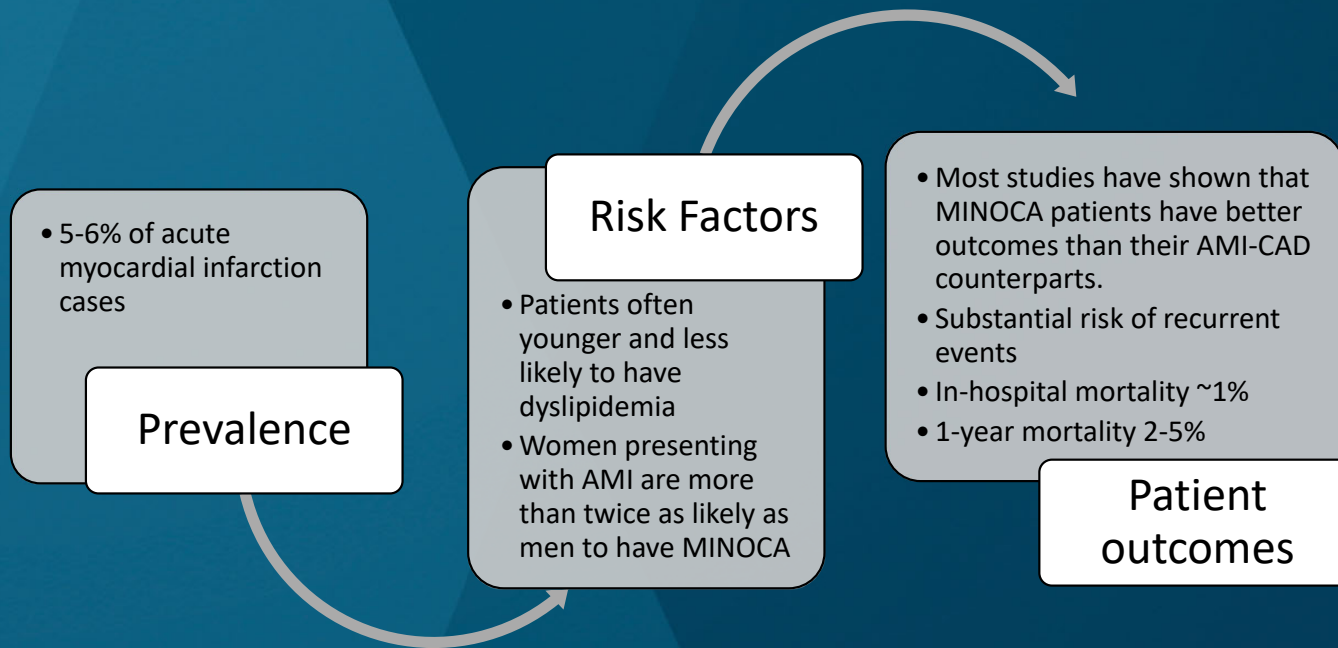 • 5-6% of acute
myocardial infarction
cases
Prevalence
Risk Factors
• Patients often
younger and less
likely to have
dyslipidemia
• Women presenting
with AMI are more
than twice as likely as
men to have MINOCA
• Most studies have shown that
MINOCA patients have better
outcomes than their AMI-CAD
counterparts.
• Substantial risk of recurrent
events
• In-hospital mortality ~1%
• 1-year mortality 2-5%
Patient
outcomes